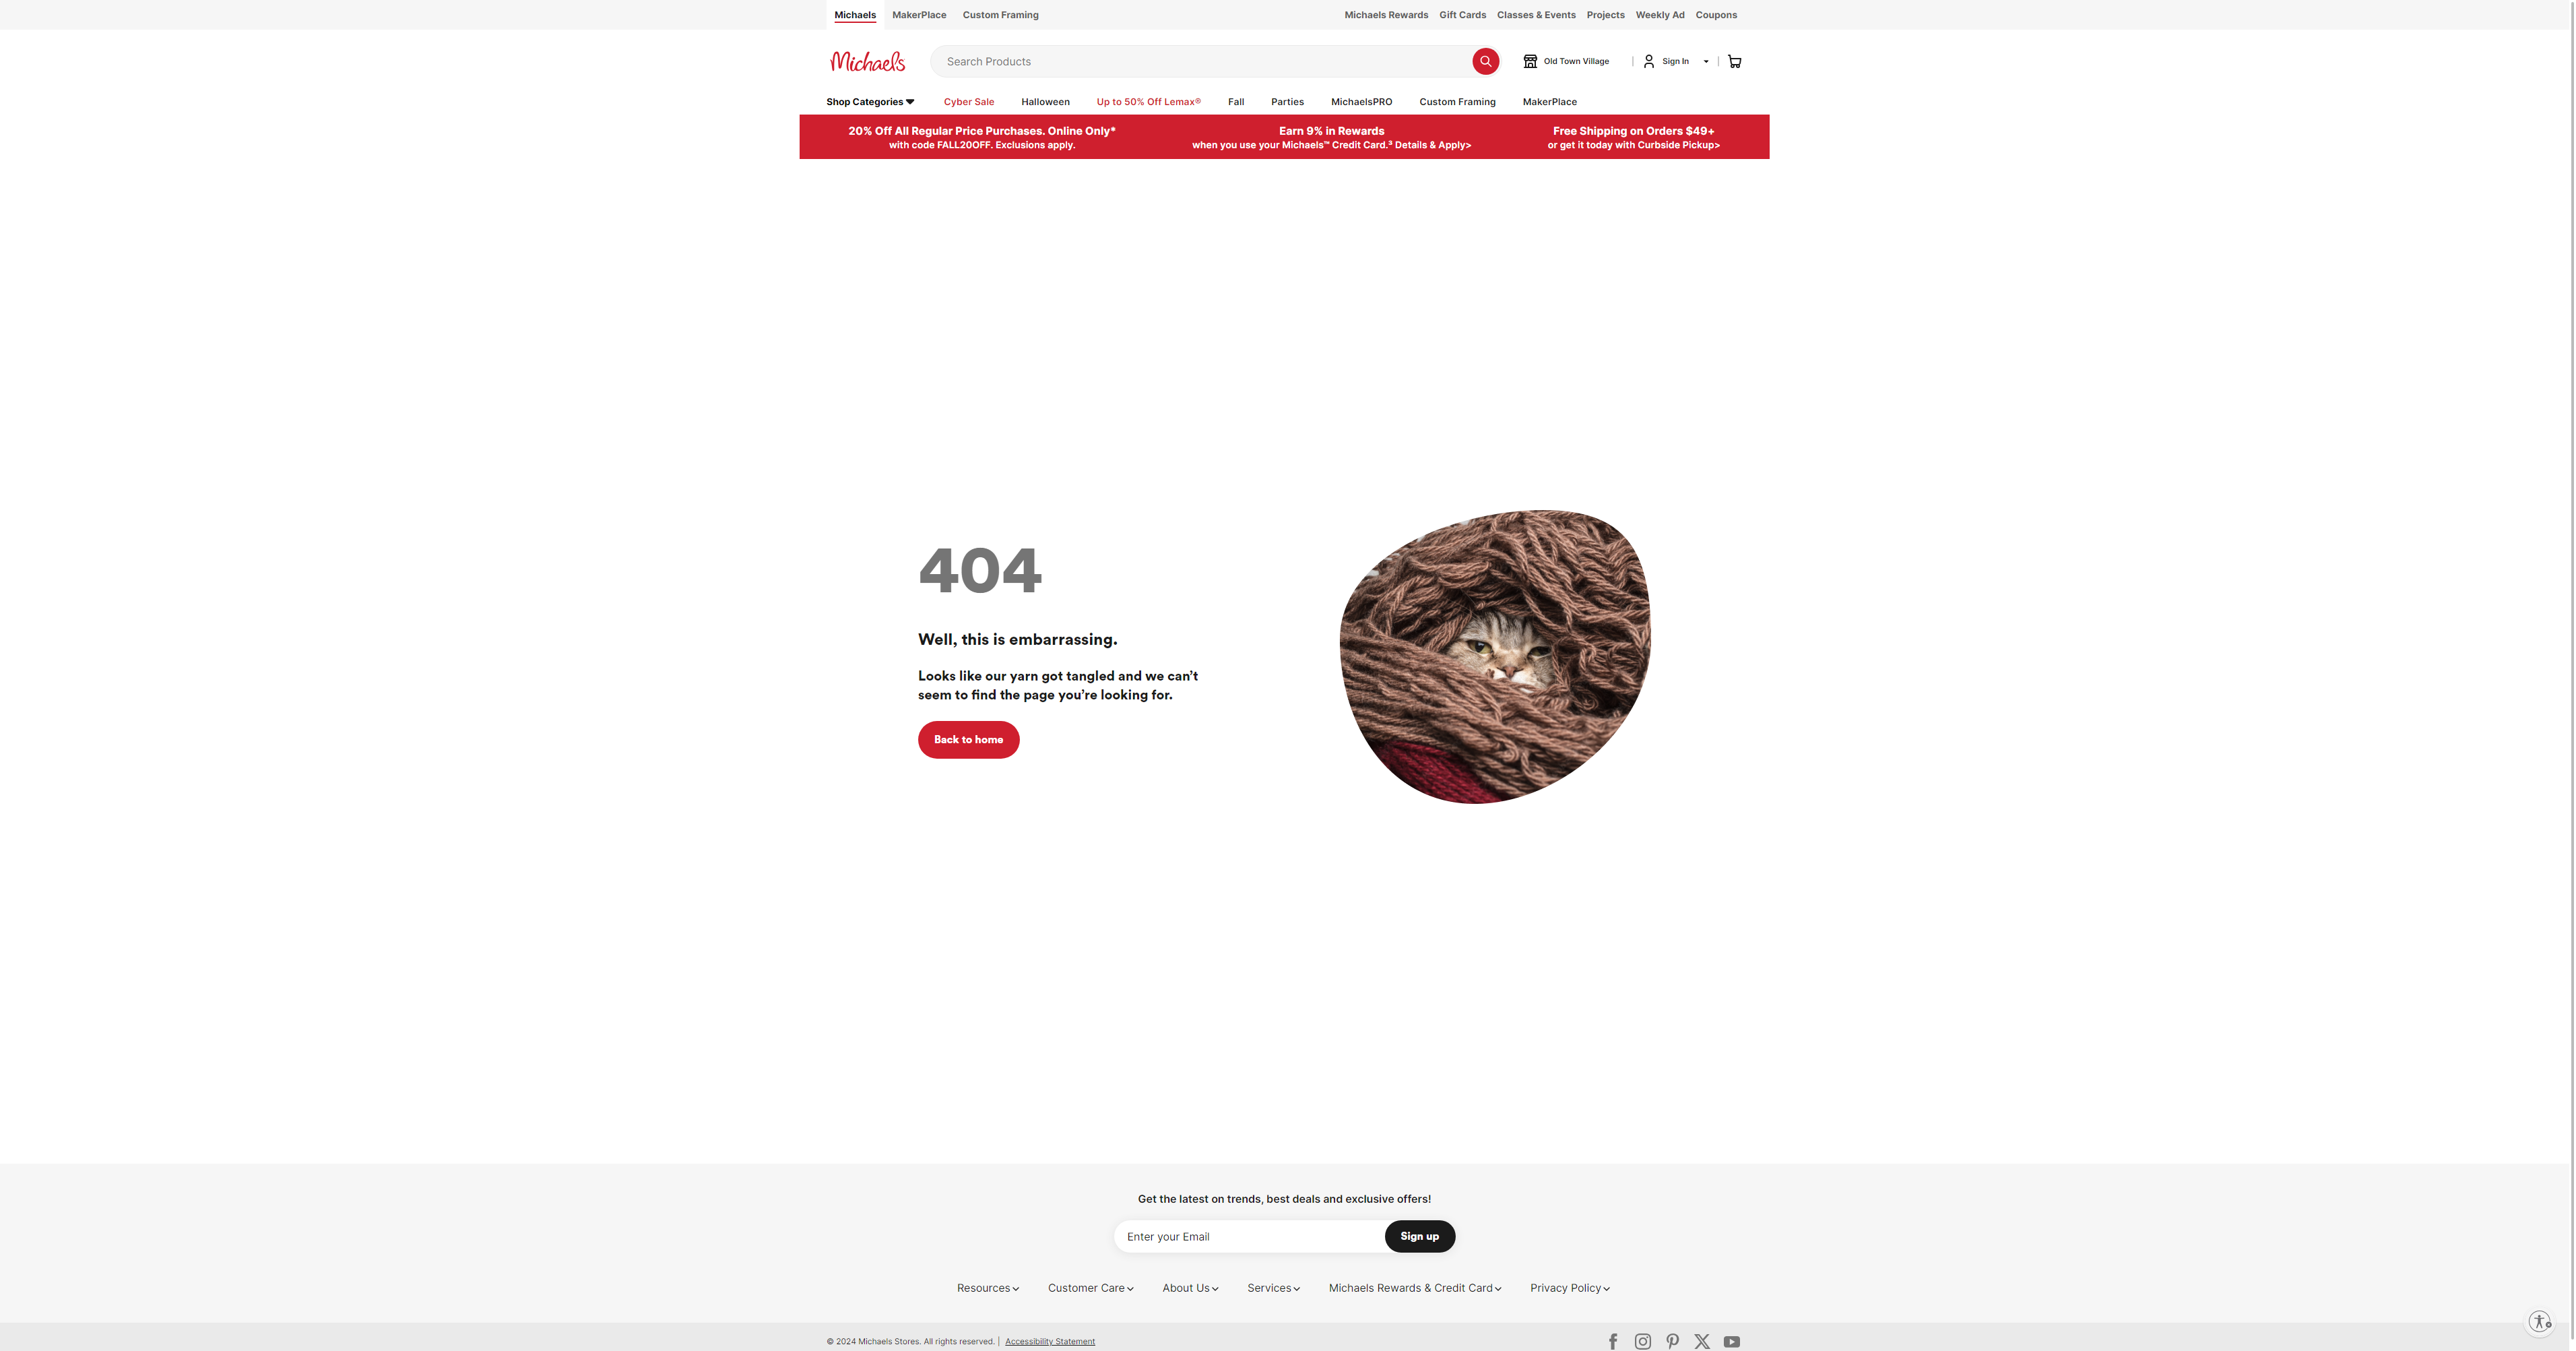 Michaels MakerPlace Custom Framing Michaels Rewards Gift Cards Classes & Events Projects Weekly Ad Coupons
Michaels Search Products Old Town Village | Sign In |
Shop Categories Cyber Sale Halloween Up to 50% Off Lemax® Fall Parties MichaelsPRO Custom Framing MakerPlace
20% Off All Regular Price Purchases. Online Only*
with code FALL20OFF. Exclusions apply.
Earn 9% in Rewards
when you use your Michaels™ Credit Card.³ Details & Apply>
Free Shipping on Orders $49+
or get it today with Curbside Pickup>
404
Well, this is embarrassing.
Looks like our yarn got tangled and we can’t
seem to find the page you’re looking for.
Back to home
Get the latest on trends, best deals and exclusive offers!
Enter your Email Sign up
Resources Customer Care About Us Services Michaels Rewards & Credit Card Privacy Policy
© 2024 Michaels Stores. All rights reserved. | Accessibility Statement